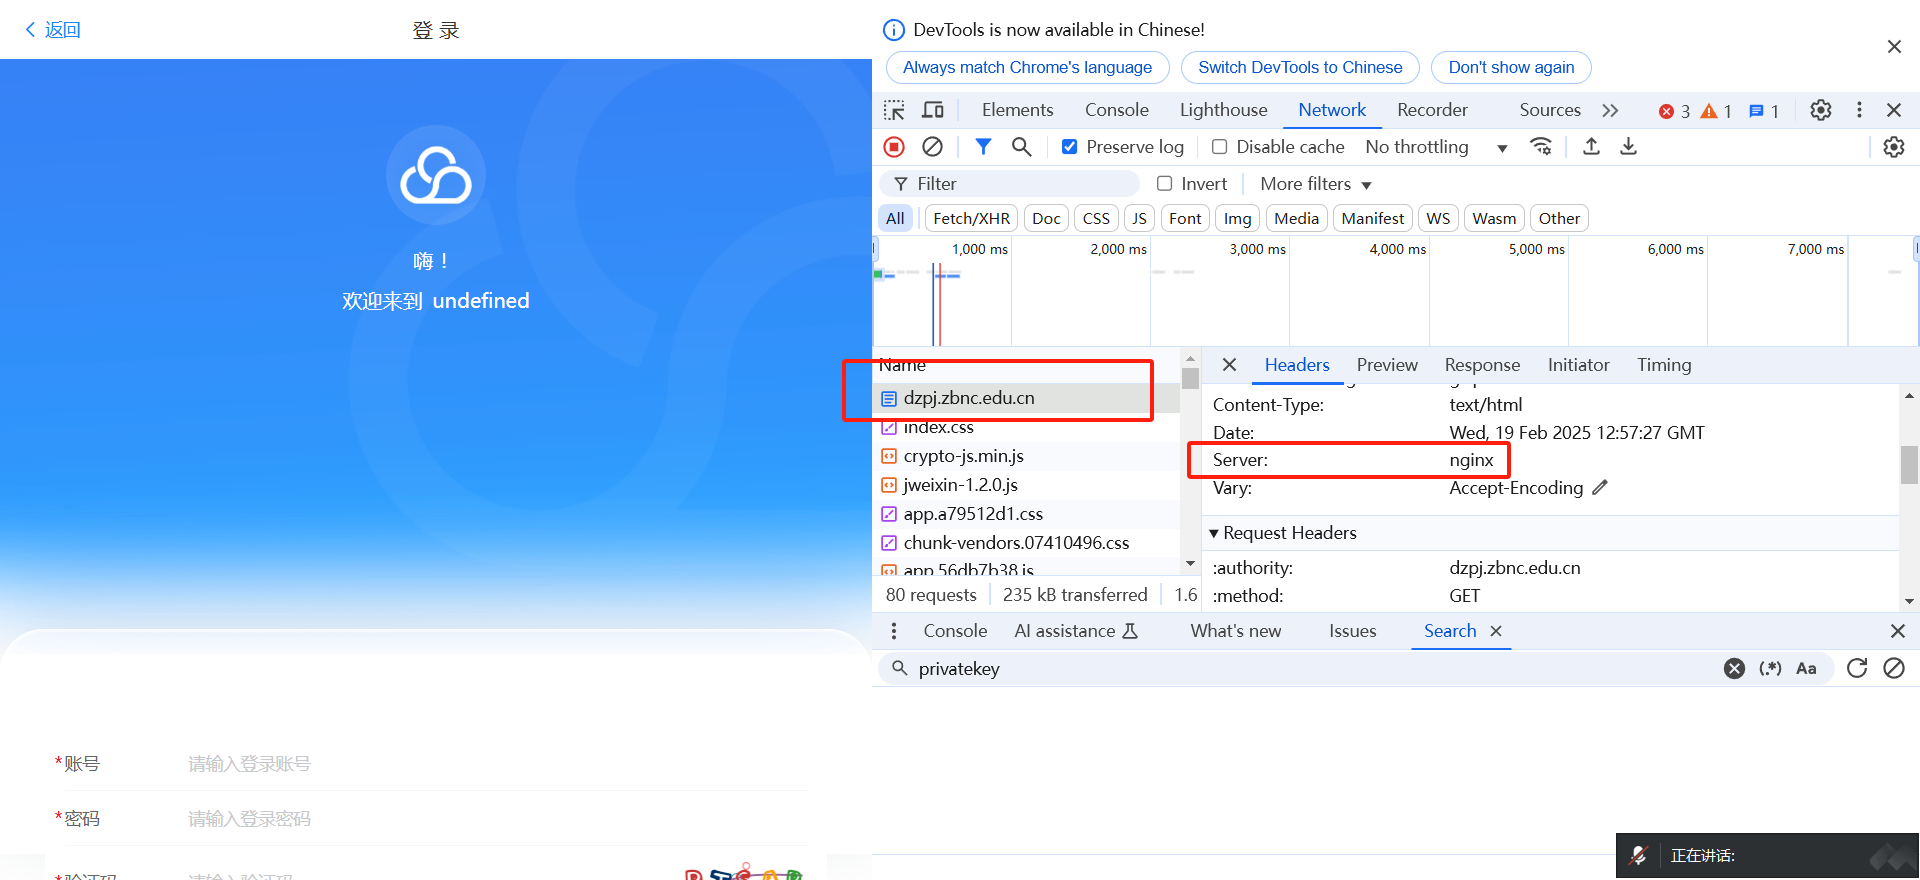 返回
登 录
嗨！
欢迎来到 undefined
*账号 请输入登录账号
*密码 请输入登录密码
*验证码 请输入验证码
DevTools is now available in Chinese!
Always match Chrome's language
Switch DevTools to Chinese
Don't show again
Elements Console Lighthouse Network Recorder Sources 3 1 1
Preserve log Disable cache No throttling
Filter Invert More filters
All Fetch/XHR Doc CSS JS Font Img Media Manifest WS Wasm Other
1,000 ms 2,000 ms 3,000 ms 4,000 ms 5,000 ms 6,000 ms 7,000 ms
Name
dzpj.zbnc.edu.cn
index.css
crypto-js.min.js
jweixin-1.2.0.js
app.a79512d1.css
chunk-vendors.07410496.css
app.56db7b38.js
80 requests 235 kB transferred 1.6
Headers Preview Response Initiator Timing
Content-Type: text/html
Date: Wed, 19 Feb 2025 12:57:27 GMT
Server: nginx
Vary: Accept-Encoding
Request Headers
:authority: dzpj.zbnc.edu.cn
:method: GET
Console AI assistance What's new Issues Search
privatekey (.*) Aa
正在讲话: